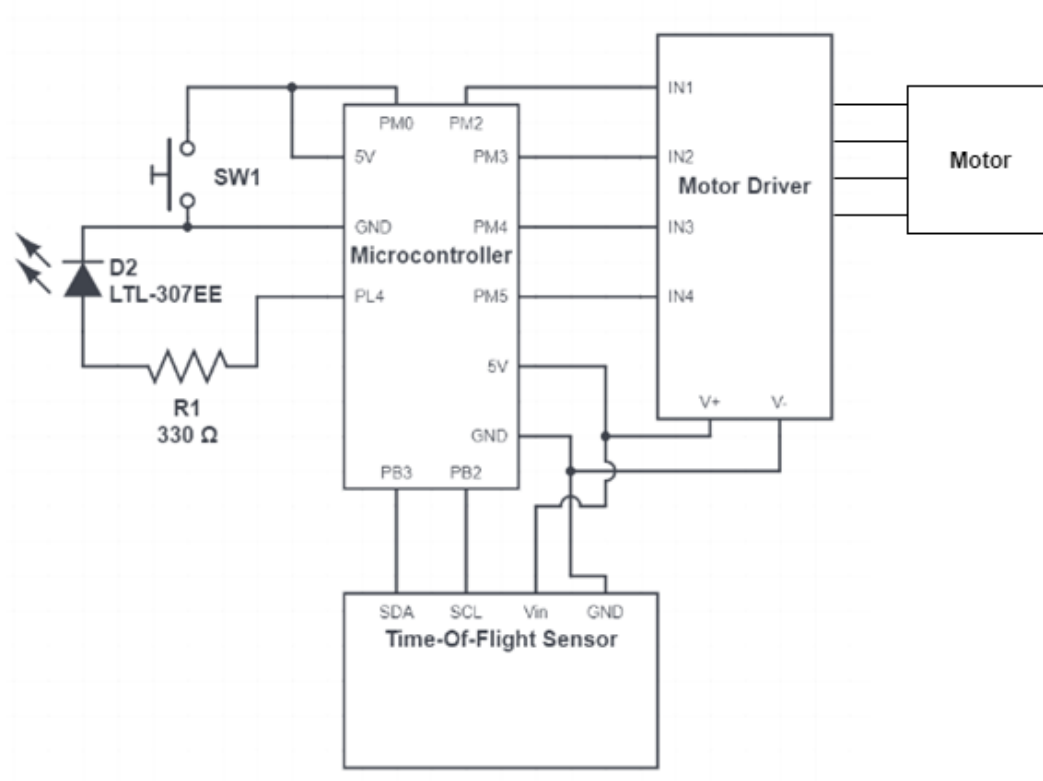 PM0
PM2
5V
PM3
GND
PM4
Microcontroller
PL4
PM5
5V
GND
PB3
PB2
SW1
D2
LTL-307EE
R1
330 Ω
IN1
IN2
Motor Driver
IN3
IN4
V+
V-
Motor
SDA
SCL
Vin
GND
Time-Of-Flight Sensor